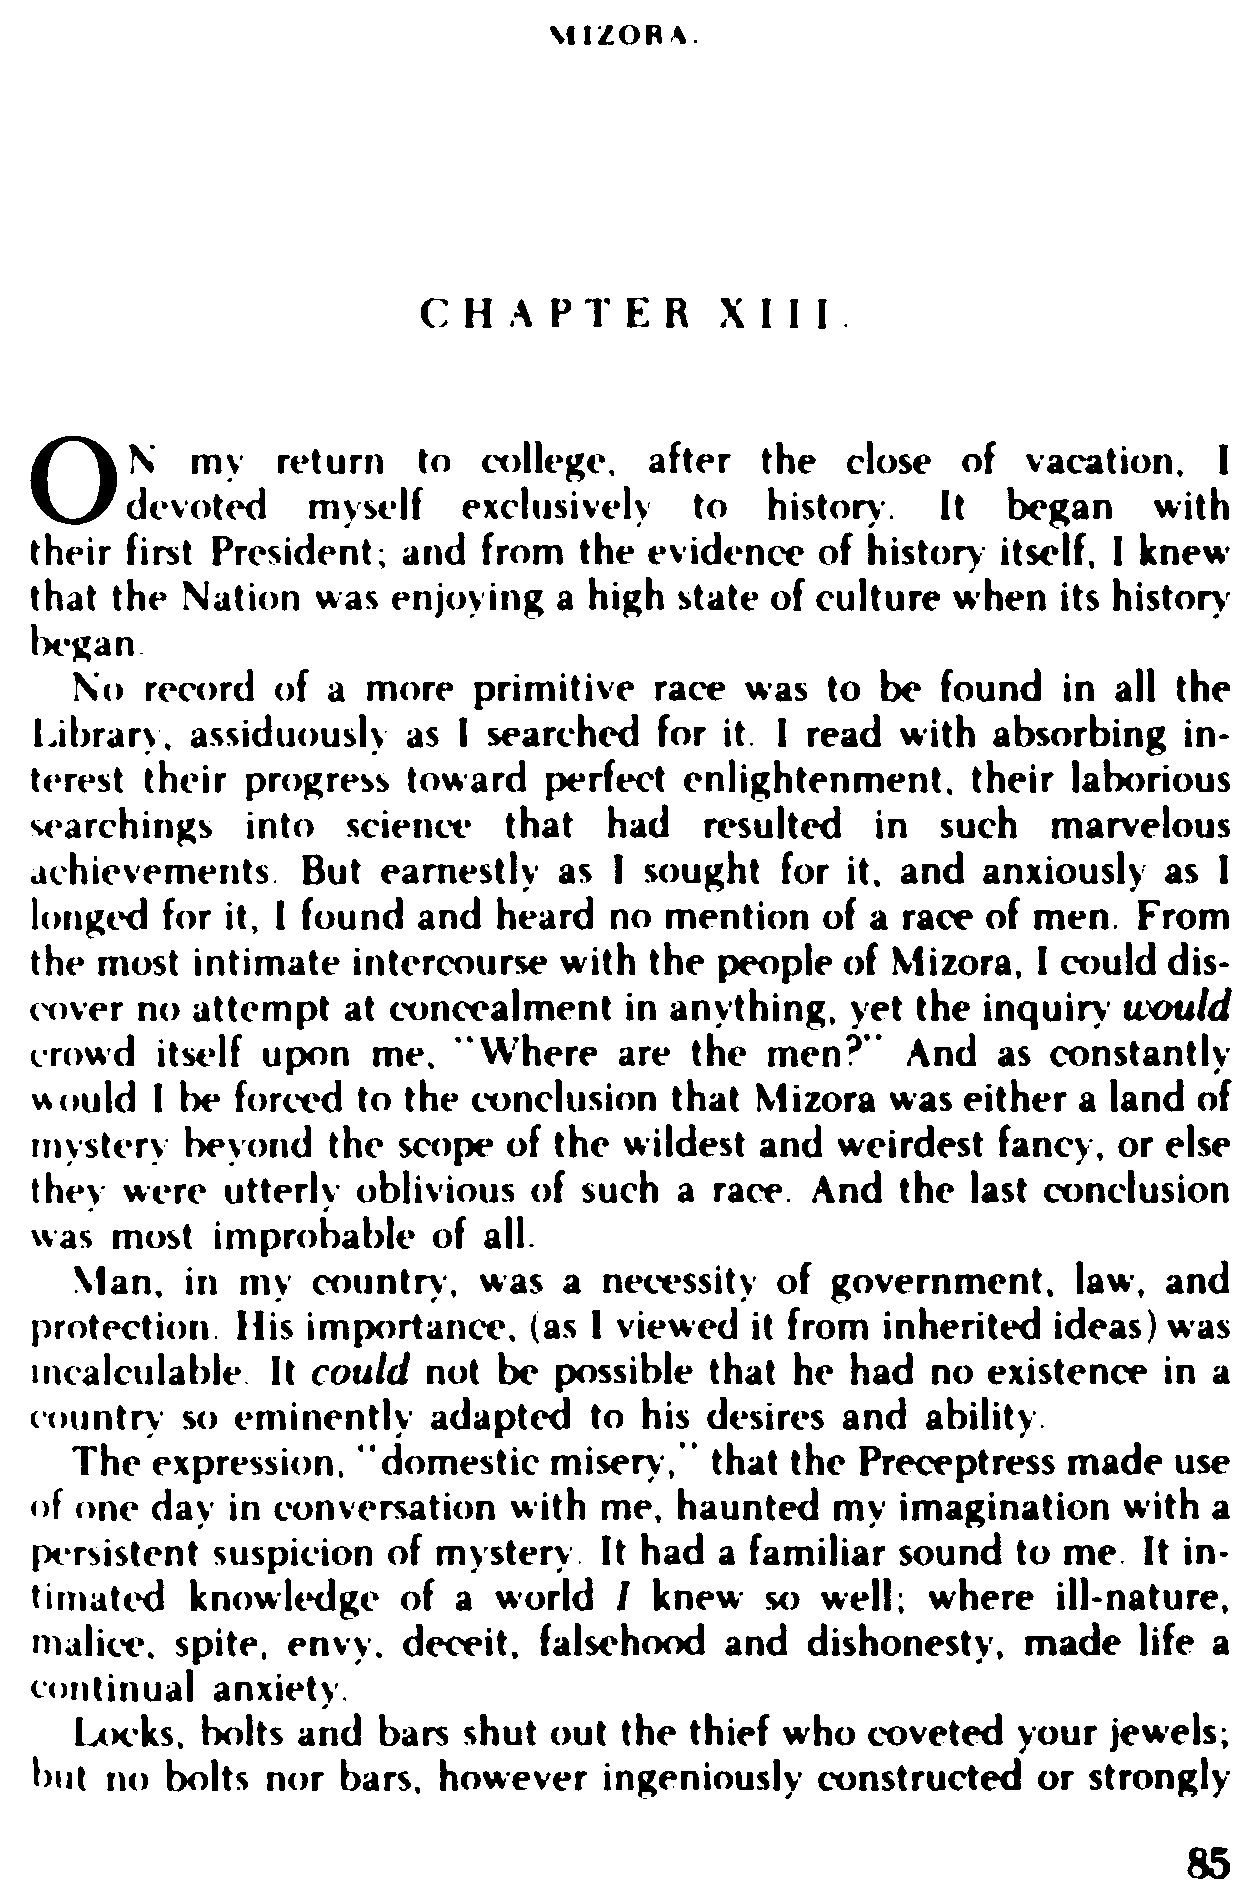 MIZORA.
CHAPTER XIII.
ON my return to college, after the close of vacation, I
devoted myself exclusively to history. It began with
their first President; and from the evidence of history itself, I knew
that the Nation was enjoying a high state of culture when its history
began.
No record of a more primitive race was to be found in all the
Library, assiduously as I searched for it. I read with absorbing in-
terest their progress toward perfect enlightenment, their laborious
searchings into science that had resulted in such marvelous
achievements. But earnestly as I sought for it, and anxiously as I
longed for it, I found and heard no mention of a race of men. From
the most intimate intercourse with the people of Mizora, I could dis-
cover no attempt at concealment in anything, yet the inquiry would
crowd itself upon me, "Where are the men?" And as constantly
would I be forced to the conclusion that Mizora was either a land of
mystery beyond the scope of the wildest and weirdest fancy, or else
they were utterly oblivious of such a race. And the last conclusion
was most improbable of all.
Man, in my country, was a necessity of government, law, and
protection. His importance, (as I viewed it from inherited ideas) was
incalculable. It could not be possible that he had no existence in a
country so eminently adapted to his desires and ability.
The expression, "domestic misery," that the Preceptress made use
of one day in conversation with me, haunted my imagination with a
persistent suspicion of mystery. It had a familiar sound to me. It in-
timated knowledge of a world I knew so well; where ill-nature,
malice, spite, envy, deceit, falsehood and dishonesty, made life a
continual anxiety.
Locks, bolts and bars shut out the thief who coveted your jewels;
but no bolts nor bars, however ingeniously constructed or strongly
85